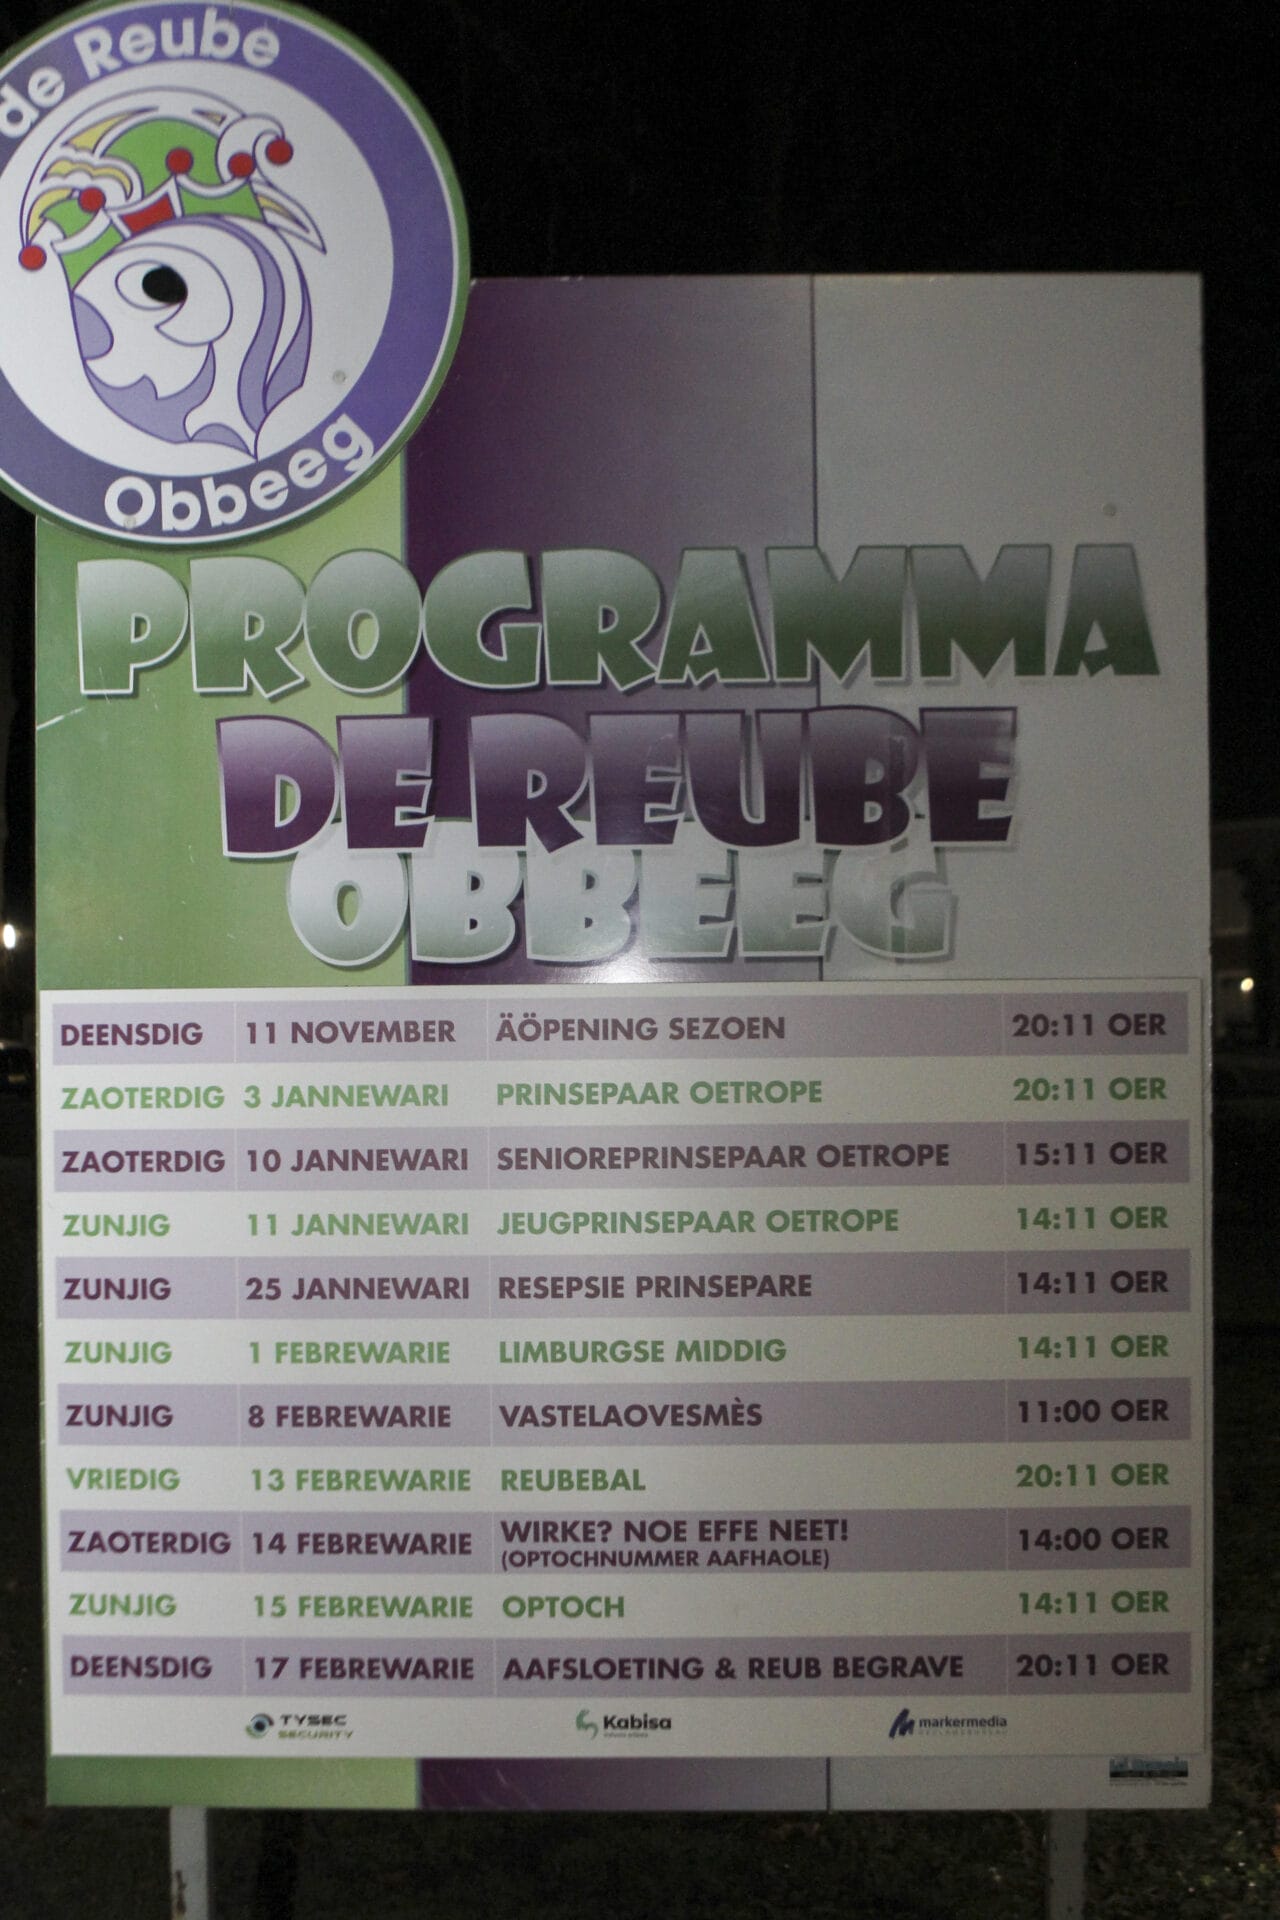 de Reube
Obbeeg
PROGRAMMA
DE REUBE
OBBEEG
DEENSDIG 11 NOVEMBER ÄÖPENING SEZOEN 20:11 OER
ZAOTERDIG 3 JANNEWARI PRINSEPAAR OETROPE 20:11 OER
ZAOTERDIG 10 JANNEWARI SENIOREPRINSEPAAR OETROPE 15:11 OER
ZUNJIG 11 JANNEWARI JEUGPRINSEPAAR OETROPE 14:11 OER
ZUNJIG 25 JANNEWARI RESEPSIE PRINSEPARE 14:11 OER
ZUNJIG 1 FEBREWARIE LIMBURGSE MIDDIG 14:11 OER
ZUNJIG 8 FEBREWARIE VASTELAOVESMÈS 11:00 OER
VRIEDIG 13 FEBREWARIE REUBEBAL 20:11 OER
ZAOTERDIG 14 FEBREWARIE WIRKE? NOE EFFE NEET! 14:00 OER
(OPTOCHNUMMER AAFHAOLE)
ZUNJIG 15 FEBREWARIE OPTOCH 14:11 OER
DEENSDIG 17 FEBREWARIE AAFSLOETING & REUB BEGRAVE 20:11 OER
TYSEC
SECURITY
Kabisa
markermedia